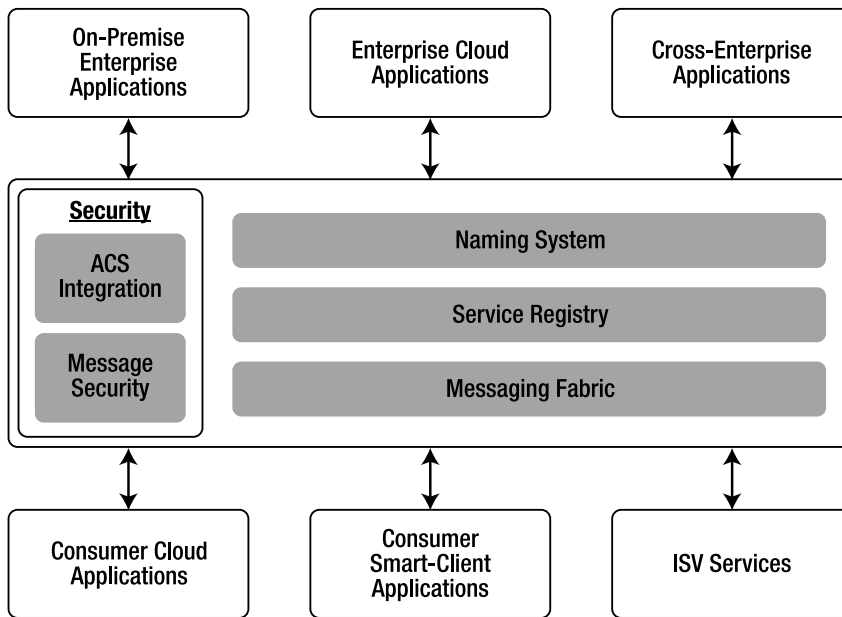 On-Premise
Enterprise
Applications
Enterprise Cloud
Applications
Cross-Enterprise
Applications
Security
ACS
Integration
Message
Security
Naming System
Service Registry
Messaging Fabric
Consumer Cloud
Applications
Consumer
Smart-Client
Applications
ISV Services